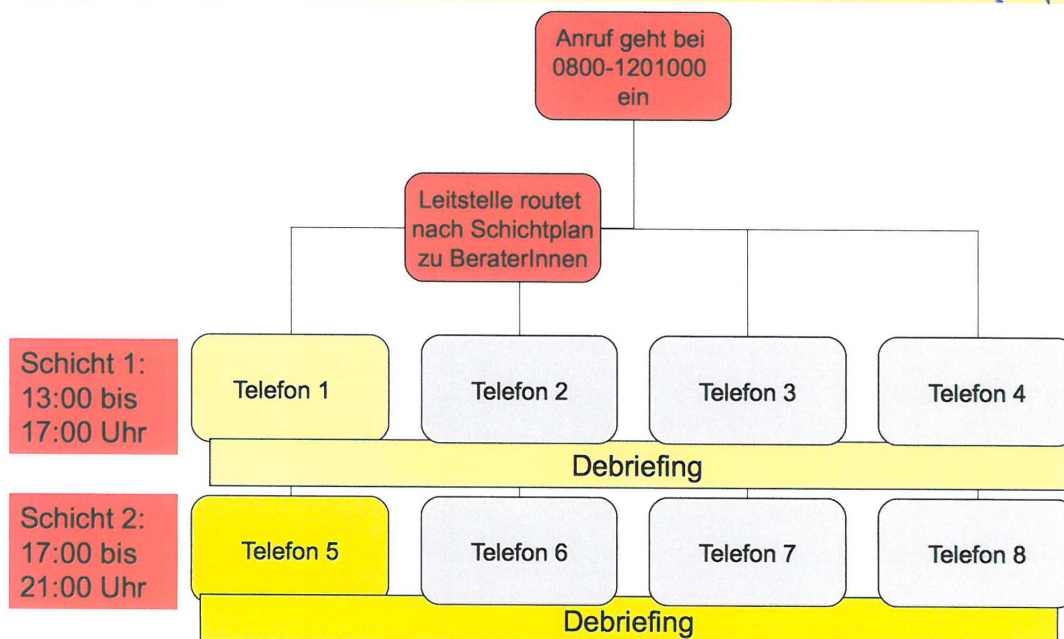 Anruf geht bei
0800-1201000
ein
Leitstelle routet
nach Schichtplan
zu BeraterInnen
Schicht 1:
13:00 bis
17:00 Uhr
Telefon 1
Telefon 2
Telefon 3
Telefon 4
Debriefing
Schicht 2:
17:00 bis
21:00 Uhr
Telefon 5
Telefon 6
Telefon 7
Telefon 8
Debriefing